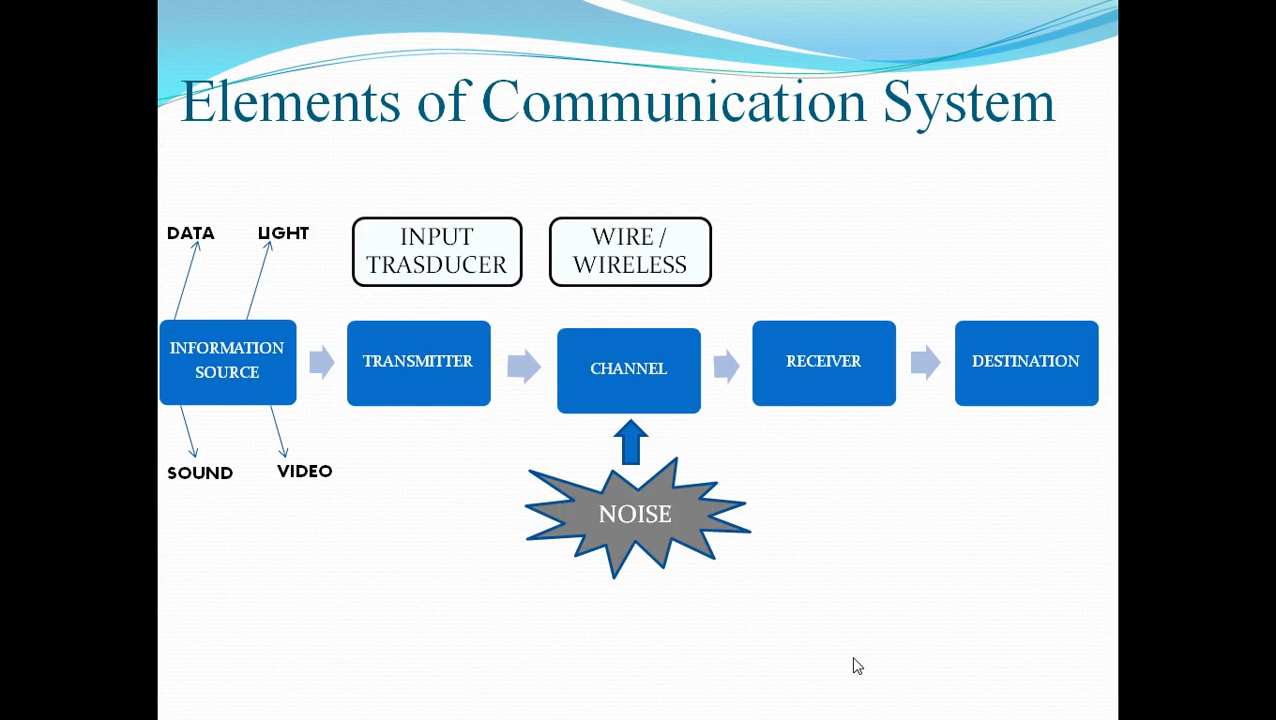 Elements of Communication System
DATA
LIGHT
INPUT
TRASDUCER
WIRE /
WIRELESS
INFORMATION
SOURCE
TRANSMITTER
CHANNEL
RECEIVER
DESTINATION
SOUND
VIDEO
NOISE